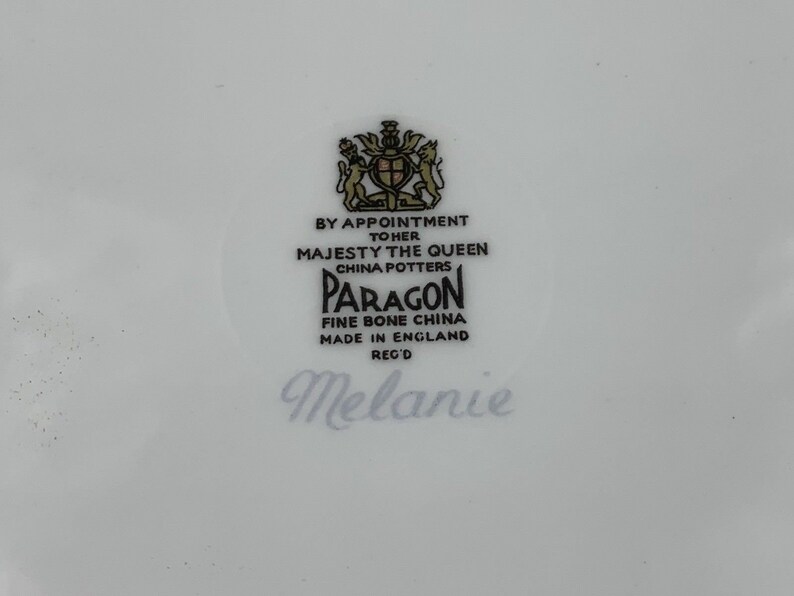 BY APPOINTMENT
TO HER
MAJESTY THE QUEEN
CHINA POTTERS
PARAGON
FINE BONE CHINA
MADE IN ENGLAND
REG'D
Melanie